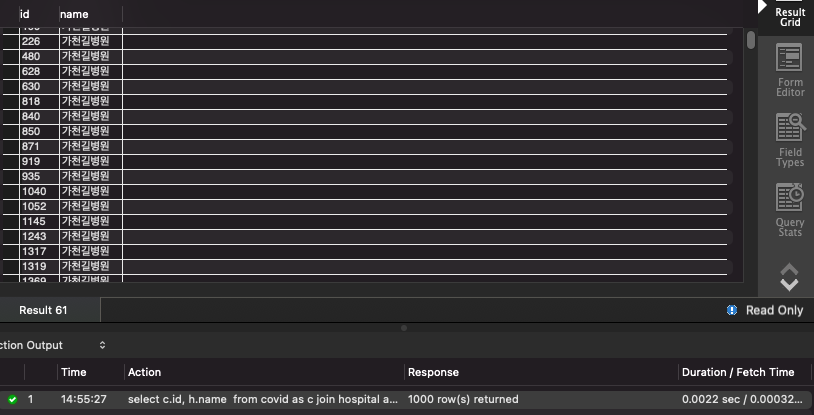 id name
226 가천길병원
480 가천길병원
628 가천길병원
630 가천길병원
818 가천길병원
840 가천길병원
850 가천길병원
871 가천길병원
919 가천길병원
935 가천길병원
1040 가천길병원
1052 가천길병원
1145 가천길병원
1243 가천길병원
1317 가천길병원
1319 가천길병원
1369 가천길병원
Result
Grid
Form
Editor
Field
Types
Query
Stats
Result 61
Read Only
ction Output
Time Action Response Duration / Fetch Time
1 14:55:27 select c.id, h.name from covid as c join hospital a... 1000 row(s) returned 0.0022 sec / 0.00032...